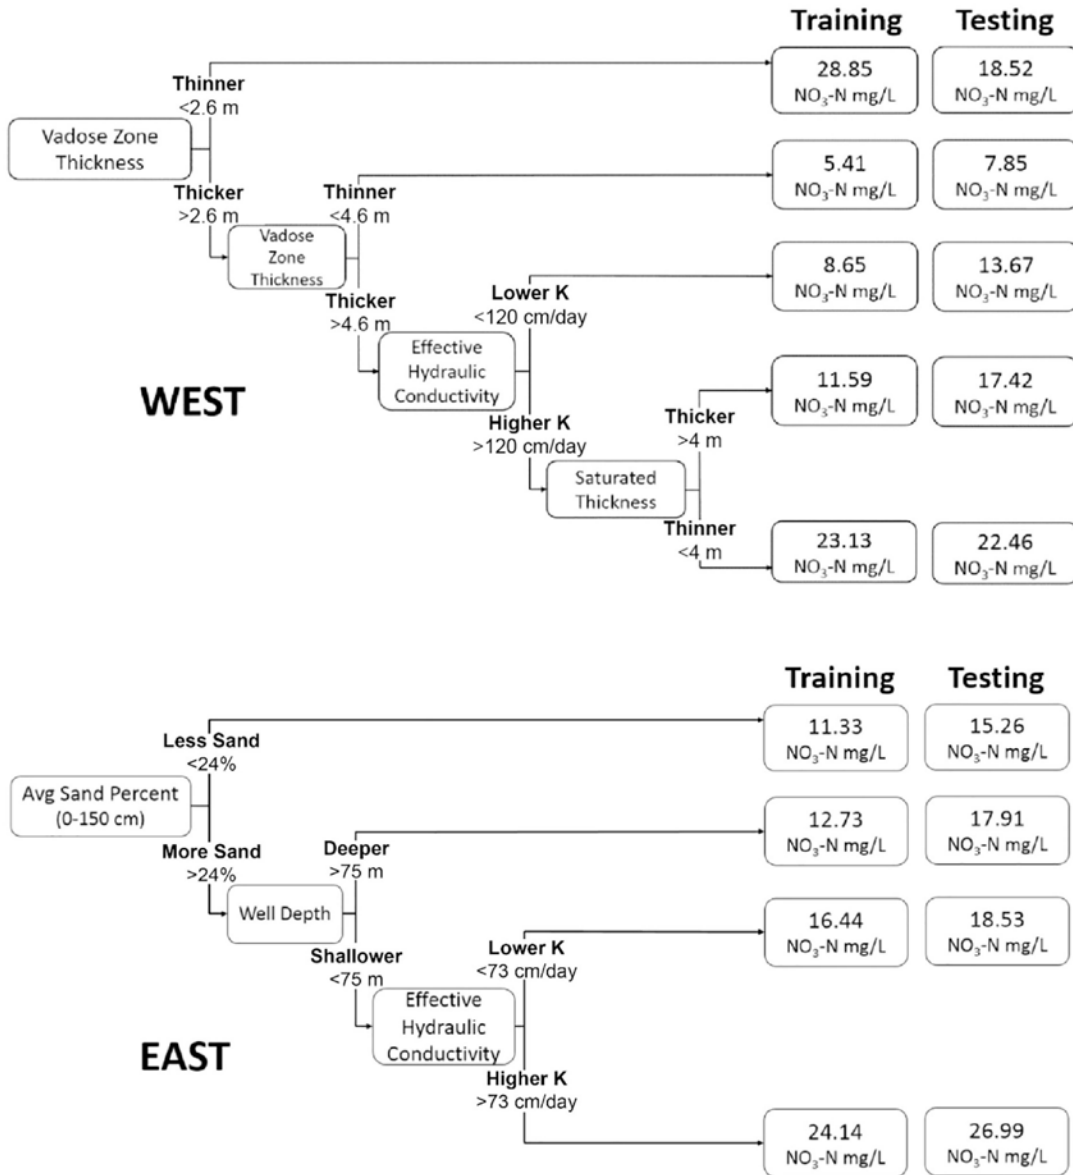 Training Testing
28.85 18.52
NO₃-N mg/L NO₃-N mg/L
Thinner
<2.6 m
Vadose Zone
Thickness
5.41 7.85
NO₃-N mg/L NO₃-N mg/L
Thicker
>2.6 m
Thinner
<4.6 m
Vadose
Zone
Thickness
8.65 13.67
NO₃-N mg/L NO₃-N mg/L
Thicker
>4.6 m
Lower K
<120 cm/day
Effective
Hydraulic
Conductivity
WEST
11.59 17.42
NO₃-N mg/L NO₃-N mg/L
Higher K
>120 cm/day
Thicker
>4 m
Saturated
Thickness
Thinner
<4 m
23.13 22.46
NO₃-N mg/L NO₃-N mg/L
Training Testing
11.33 15.26
NO₃-N mg/L NO₃-N mg/L
Less Sand
<24%
Avg Sand Percent
(0-150 cm)
12.73 17.91
NO₃-N mg/L NO₃-N mg/L
More Sand
>24%
Deeper
>75 m
Well Depth
16.44 18.53
NO₃-N mg/L NO₃-N mg/L
Shallower
<75 m
Lower K
<73 cm/day
Effective
Hydraulic
Conductivity
EAST
Higher K
>73 cm/day
24.14 26.99
NO₃-N mg/L NO₃-N mg/L